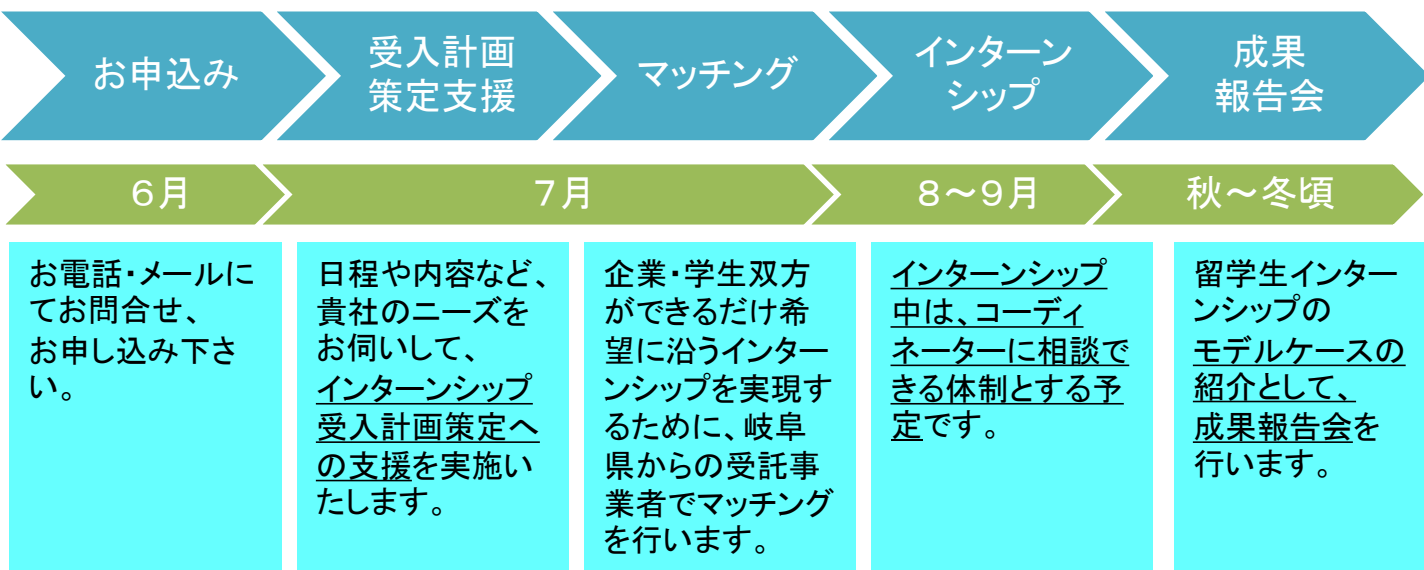 お申込み
受入計画
策定支援
マッチング
インターン
シップ
成果
報告会
６月
７月
８～９月
秋～冬頃
お電話・メールに
てお問合せ、
お申し込み下さ
い。
日程や内容など、
貴社のニーズを
お伺いして、
インターンシップ
受入計画策定へ
の支援を実施い
たします。
企業・学生双方
ができるだけ希
望に沿うインター
ンシップを実現す
るために、岐阜
県からの受託事
業者でマッチング
を行います。
インターンシップ
中は、コーディ
ネーターに相談で
きる体制とする予
定です。
留学生インター
ンシップの
モデルケースの
紹介として、
成果報告会を
行います。